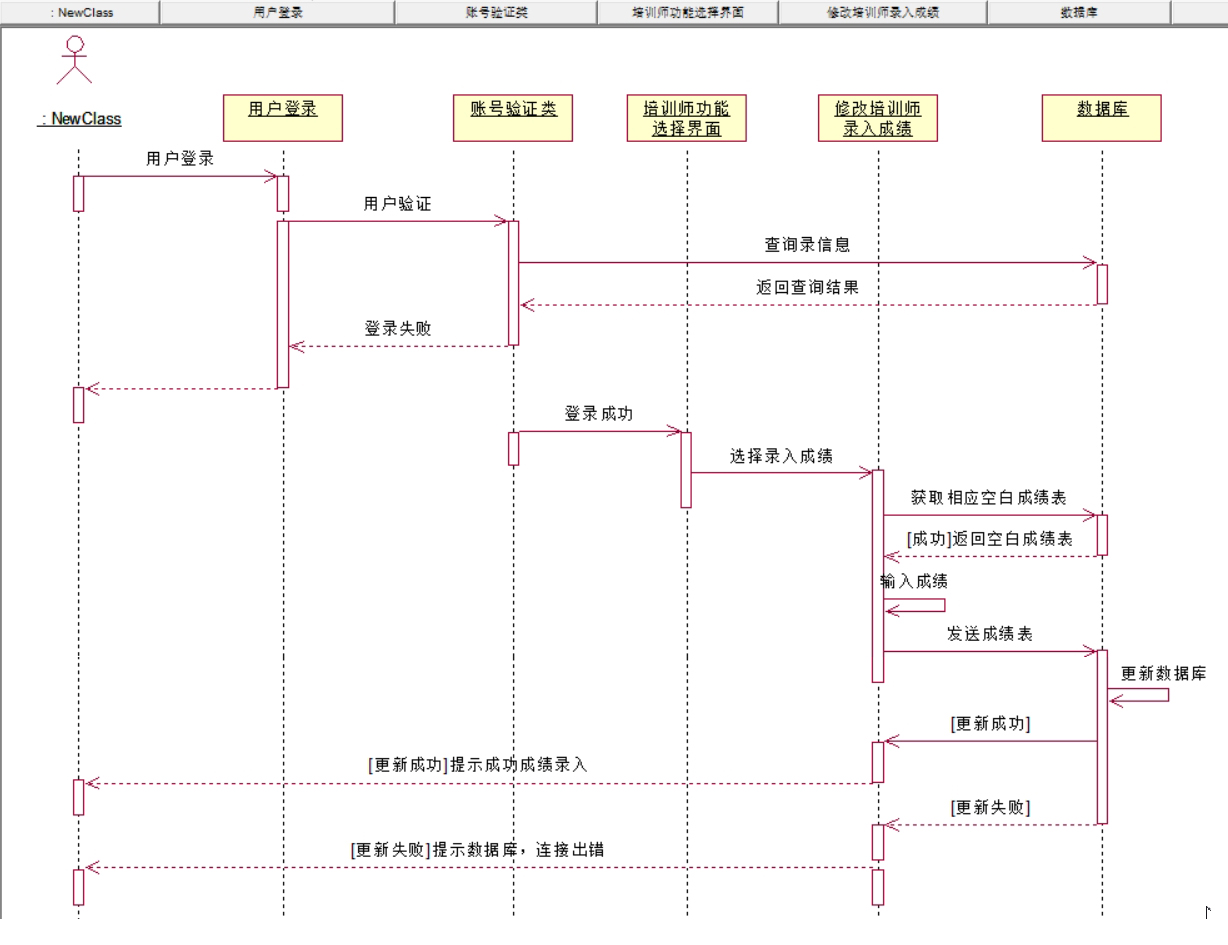 : NewClass
用户登录
账号验证类
培训师功能选择界面
修改培训师录入成绩
数据库
: NewClass
用户登录
账号验证类
培训师功能
选择界面
修改培训师
录入成绩
数据库
用户登录
用户验证
查询录信息
返回查询结果
登录失败
登录成功
选择录入成绩
获取相应空白成绩表
[成功]返回空白成绩表
输入成绩
发送成绩表
更新数据库
[更新成功]
[更新成功]提示成功成绩录入
[更新失败]
[更新失败]提示数据库，连接出错